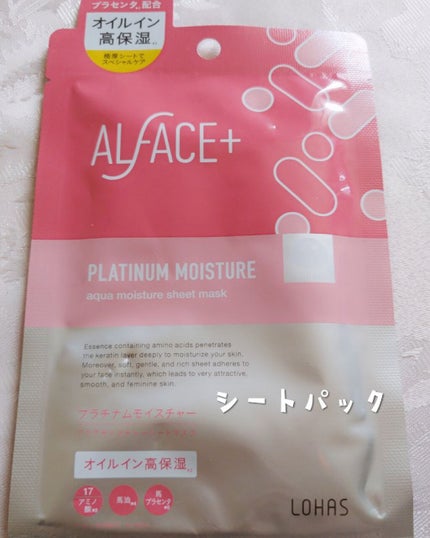 プラセンタ 配合
オイルイン
高保湿
極厚シートで
スペシャルケア
ALFACE+
PLATINUM MOISTURE
aqua moisture sheet mask
Essence containing amino acids penetrates
the keratin layer deeply to moisturize your skin.
Moreover, soft, gentle, and rich sheet adheres to
your face instantly, which leads to very attractive,
smooth, and feminine skin.
シートパック
プラチナムモイスチャー
オイルイン高保湿
17
アミノ
酸
馬油
馬
プラセンタ
LOHAS